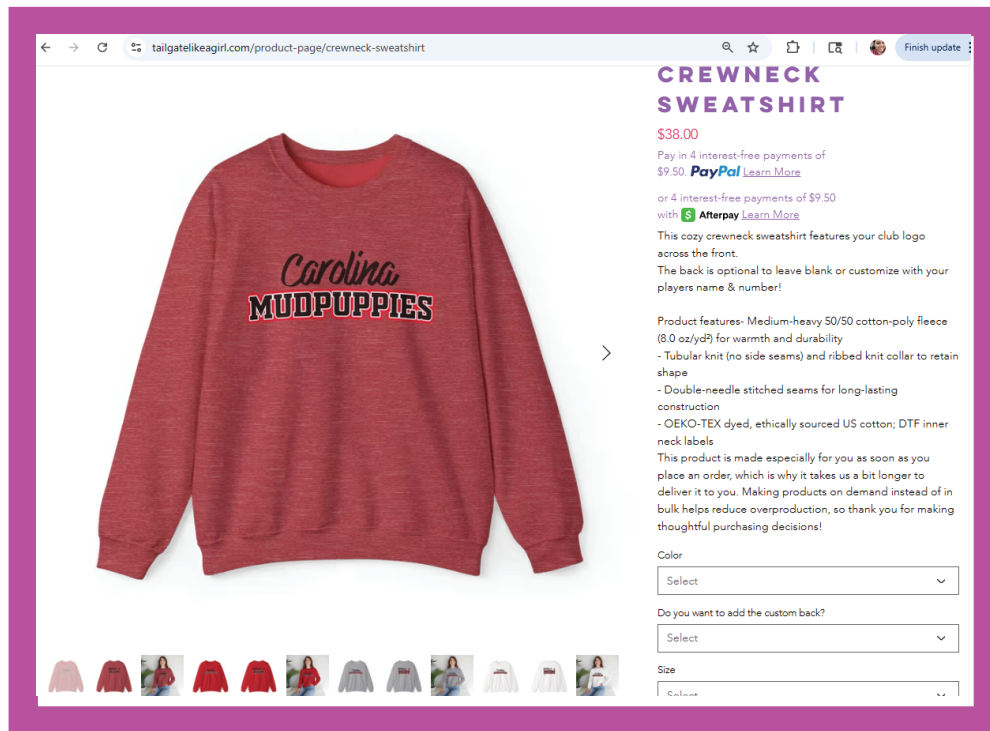 tailgatelikeagirl.com/product-page/crewneck-sweatshirt
Finish update
CREWNECK
SWEATSHIRT
$38.00
Pay in 4 interest-free payments of
$9.50. PayPal Learn More
or 4 interest-free payments of $9.50
with Afterpay Learn More
This cozy crewneck sweatshirt features your club logo
across the front.
The back is optional to leave blank or customize with your
players name & number!
Product features- Medium-heavy 50/50 cotton-poly fleece
(8.0 oz/yd²) for warmth and durability
- Tubular knit (no side seams) and ribbed knit collar to retain
shape
- Double-needle stitched seams for long-lasting
construction
- OEKO-TEX dyed, ethically sourced US cotton; DTF inner
neck labels
This product is made especially for you as soon as you
place an order, which is why it takes us a bit longer to
deliver it to you. Making products on demand instead of in
bulk helps reduce overproduction, so thank you for making
thoughtful purchasing decisions!
Color
Select
Do you want to add the custom back?
Select
Size
Select
Carolina
MUDPUPPIES